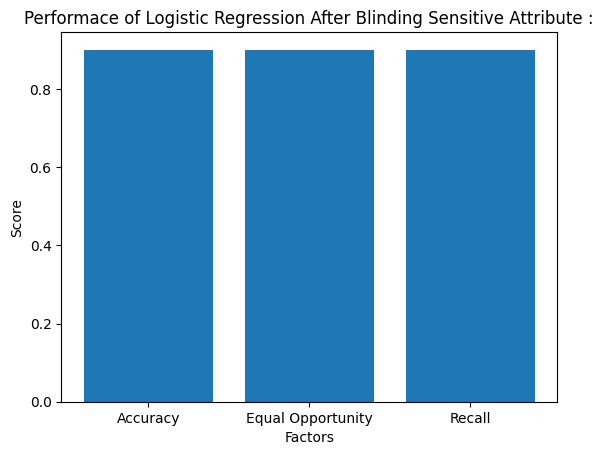 Performace of Logistic Regression After Blinding Sensitive Attribute :
Score
0.8
0.6
0.4
0.2
0.0
Accuracy
Equal Opportunity
Recall
Factors